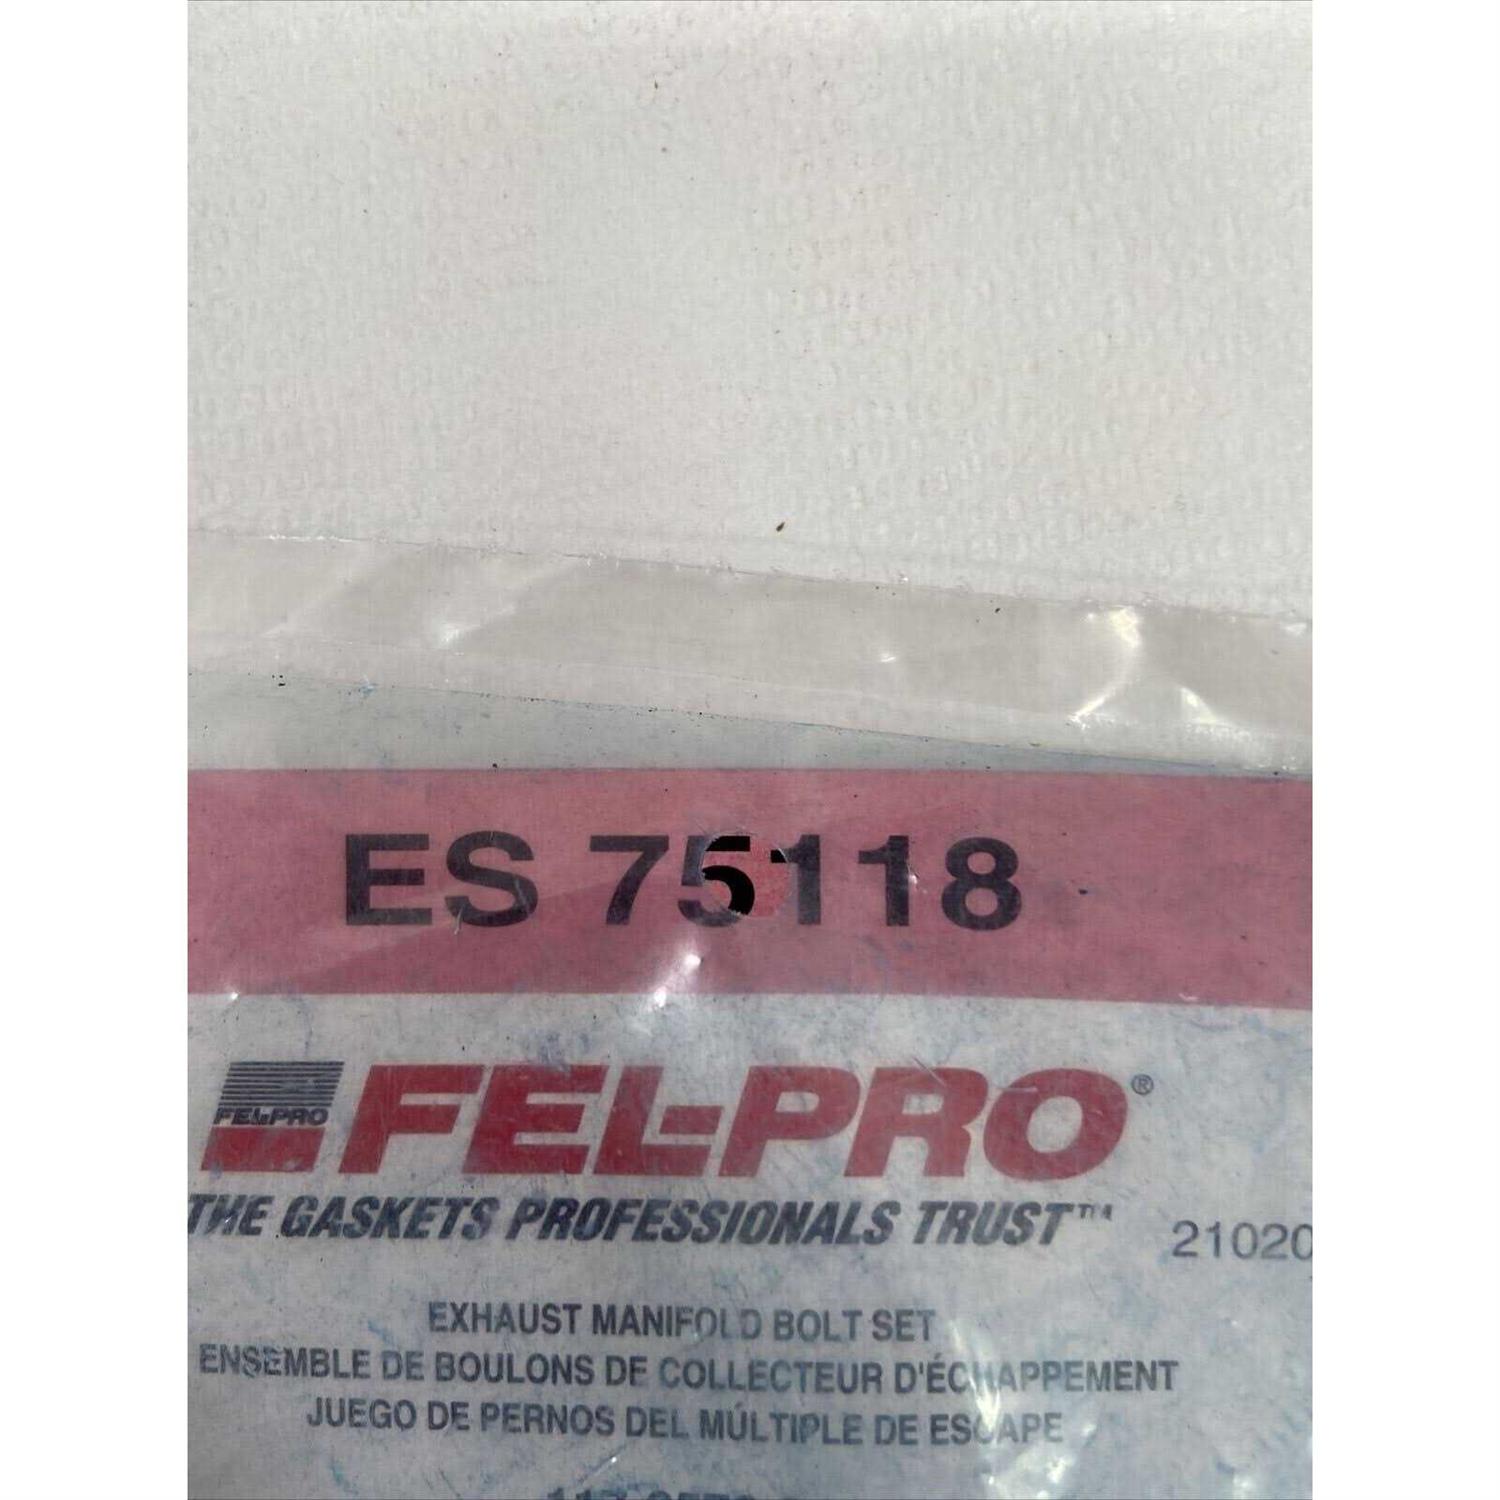 ES 75118
FEL-PRO
FEL-PRO®
THE GASKETS PROFESSIONALS TRUST™
21020
EXHAUST MANIFOLD BOLT SET
ENSEMBLE DE BOULONS DE COLLECTEUR D'ÉCHAPPEMENT
JUEGO DE PERNOS DEL MÚLTIPLE DE ESCAPE